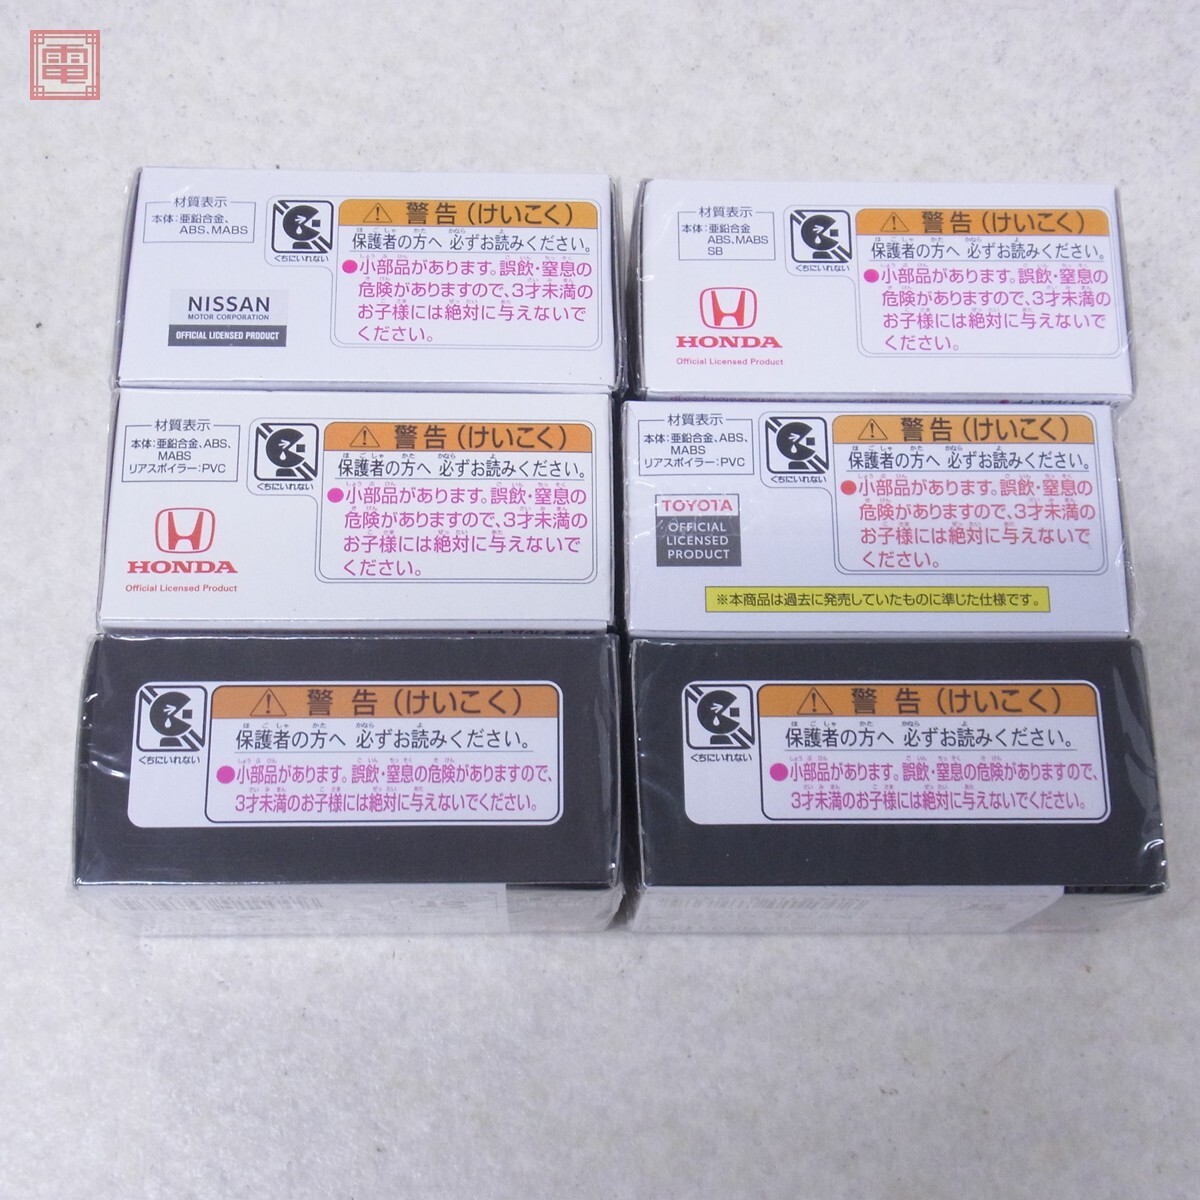 電
材質表示
本体:亜鉛合金、
ABS、MABS
くちにいれない
警告(けいこく)
保護者の方へ 必ずお読みください。
●小部品があります。誤飲・窒息の
危険がありますので、3才未満の
お子様には絶対に与えないで
ください。
NISSAN
MOTOR CORPORATION
OFFICIAL LICENSED PRODUCT
材質表示
本体:亜鉛合金
ABS、MABS
SB
くちにいれない
警告(けいこく)
保護者の方へ 必ずお読みください。
●小部品があります。誤飲・窒息の
危険がありますので、3才未満の
お子様には絶対に与えないで
ください。
HONDA
Official Licensed Product
材質表示
本体:亜鉛合金、ABS、
MABS
リアスポイラー:PVC
くちにいれない
警告(けいこく)
保護者の方へ 必ずお読みください。
●小部品があります。誤飲・窒息の
危険がありますので、3才未満の
お子様には絶対に与えないで
ください。
HONDA
Official Licensed Product
材質表示
本体:亜鉛合金、ABS、
MABS
リアスポイラー:PVC
くちにいれない
警告(けいこく)
保護者の方へ 必ずお読みください。
●小部品があります。誤飲・窒息の
危険がありますので、3才未満の
お子様には絶対に与えないで
ください。
TOYOTA
OFFICIAL
LICENSED
PRODUCT
※本商品は過去に発売していたものに準じた仕様です。
くちにいれない
警告(けいこく)
保護者の方へ 必ずお読みください。
●小部品があります。誤飲・窒息の危険がありますので、
3才未満のお子様には絶対に与えないでください。
くちにいれない
警告(けいこく)
保護者の方へ 必ずお読みください。
●小部品があります。誤飲・窒息の危険がありますので、
3才未満のお子様には絶対に与えないでください。